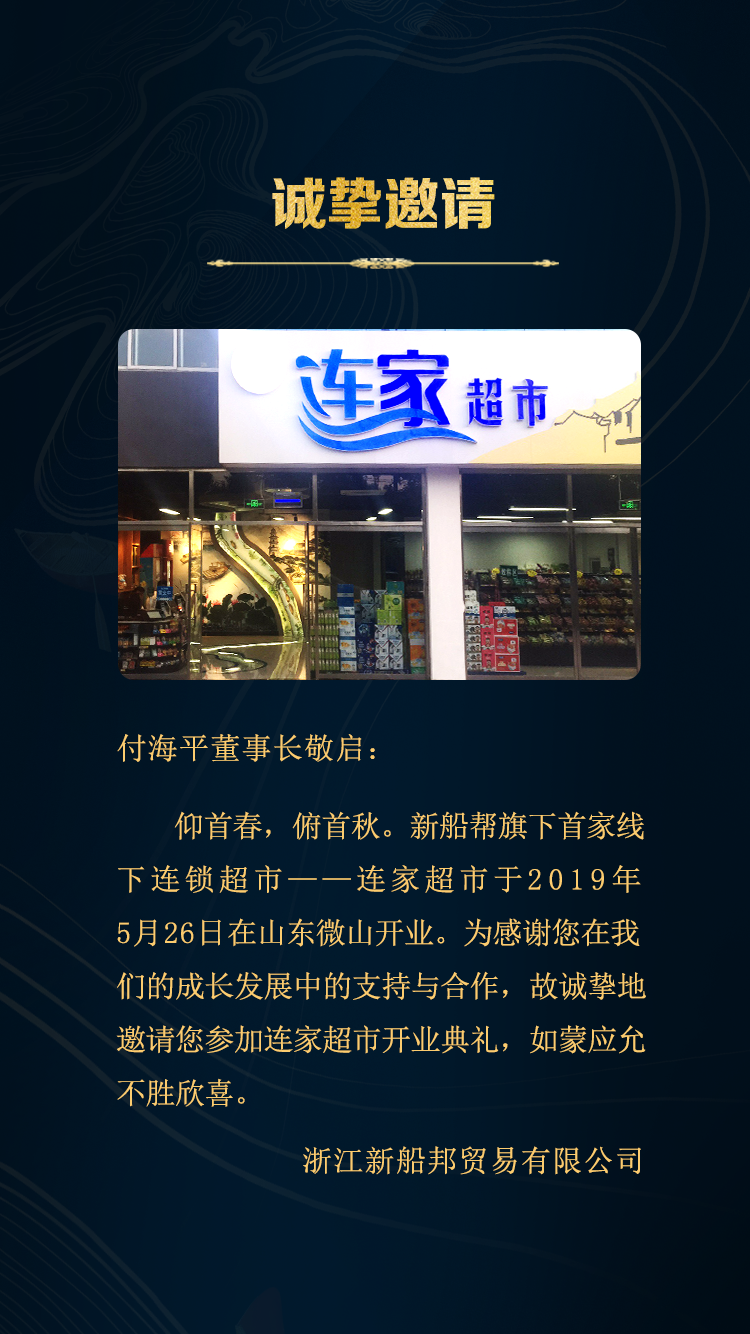 诚挚邀请
连家超市
付海平董事长敬启：
仰首春，俯首秋。新船帮旗下首家线
下连锁超市——连家超市于2019年
5月26日在山东微山开业。为感谢您在我
们的成长发展中的支持与合作，故诚挚地
邀请您参加连家超市开业典礼，如蒙应允
不胜欣喜。
浙江新船邦贸易有限公司